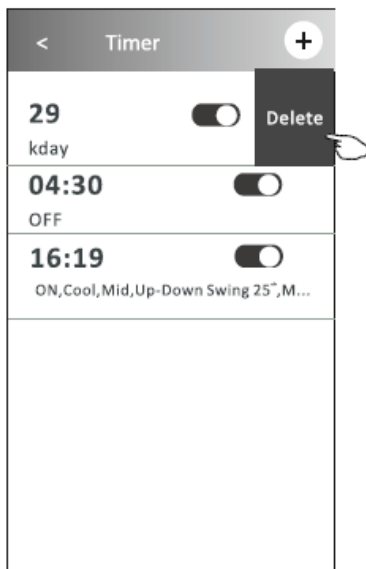 < Timer +
29 Delete
kday
04:30
OFF
16:19
ON,Cool,Mid,Up-Down Swing 25°,M...